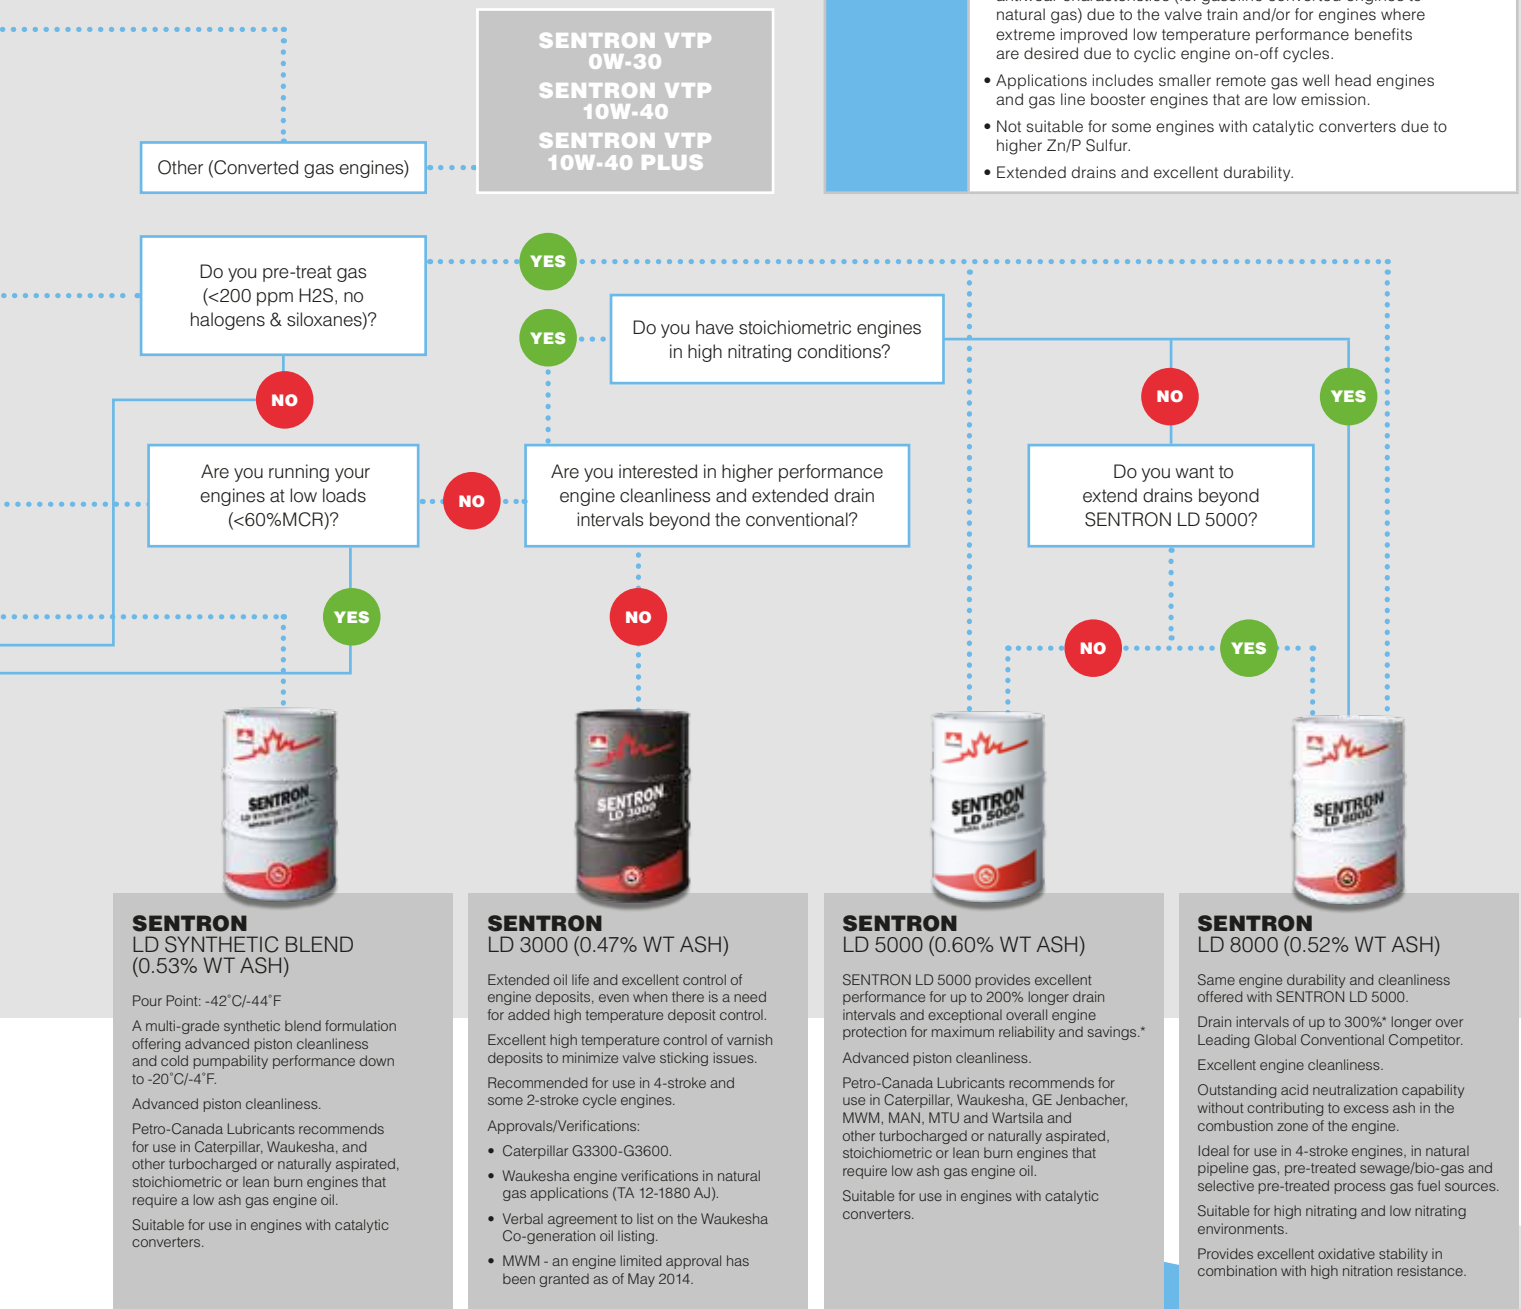 SENTRON VTP
0W-30
SENTRON VTP
10W-40
SENTRON VTP
10W-40 PLUS
natural gas) due to the valve train and/or for engines where
extreme improved low temperature performance benefits
are desired due to cyclic engine on-off cycles.
• Applications includes smaller remote gas well head engines
and gas line booster engines that are low emission.
• Not suitable for some engines with catalytic converters due to
higher Zn/P Sulfur.
• Extended drains and excellent durability.
Other (Converted gas engines)
Do you pre-treat gas
(<200 ppm H2S, no
halogens & siloxanes)?
YES
YES
Do you have stoichiometric engines
in high nitrating conditions?
NO
NO
YES
Are you running your
engines at low loads
(<60%MCR)?
NO
Are you interested in higher performance
engine cleanliness and extended drain
intervals beyond the conventional?
Do you want to
extend drains beyond
SENTRON LD 5000?
YES
NO
NO
YES
SENTRON
LD SYNTHETIC BLEND
SENTRON
LD 3000
SENTRON
LD 5000
NATURAL GAS ENGINE OIL
SENTRON
LD 8000
SENTRON
LD SYNTHETIC BLEND
(0.53% WT ASH)
Pour Point: -42˚C/-44˚F
A multi-grade synthetic blend formulation
offering advanced piston cleanliness
and cold pumpability performance down
to -20˚C/-4˚F.
Advanced piston cleanliness.
Petro-Canada Lubricants recommends
for use in Caterpillar, Waukesha, and
other turbocharged or naturally aspirated,
stoichiometric or lean burn engines that
require a low ash gas engine oil.
Suitable for use in engines with catalytic
converters.
SENTRON
LD 3000 (0.47% WT ASH)
Extended oil life and excellent control of
engine deposits, even when there is a need
for added high temperature deposit control.
Excellent high temperature control of varnish
deposits to minimize valve sticking issues.
Recommended for use in 4-stroke and
some 2-stroke cycle engines.
Approvals/Verifications:
• Caterpillar G3300-G3600.
• Waukesha engine verifications in natural
gas applications (TA 12-1880 AJ).
• Verbal agreement to list on the Waukesha
Co-generation oil listing.
• MWM - an engine limited approval has
been granted as of May 2014.
SENTRON
LD 5000 (0.60% WT ASH)
SENTRON LD 5000 provides excellent
performance for up to 200% longer drain
intervals and exceptional overall engine
protection for maximum reliability and savings.*
Advanced piston cleanliness.
Petro-Canada Lubricants recommends for
use in Caterpillar, Waukesha, GE Jenbacher,
MWM, MAN, MTU and Wartsila and
other turbocharged or naturally aspirated,
stoichiometric or lean burn engines that
require low ash gas engine oil.
Suitable for use in engines with catalytic
converters.
SENTRON
LD 8000 (0.52% WT ASH)
Same engine durability and cleanliness
offered with SENTRON LD 5000.
Drain intervals of up to 300%* longer over
Leading Global Conventional Competitor.
Excellent engine cleanliness.
Outstanding acid neutralization capability
without contributing to excess ash in the
combustion zone of the engine.
Ideal for use in 4-stroke engines, in natural
pipeline gas, pre-treated sewage/bio-gas and
selective pre-treated process gas fuel sources.
Suitable for high nitrating and low nitrating
environments.
Provides excellent oxidative stability in
combination with high nitration resistance.